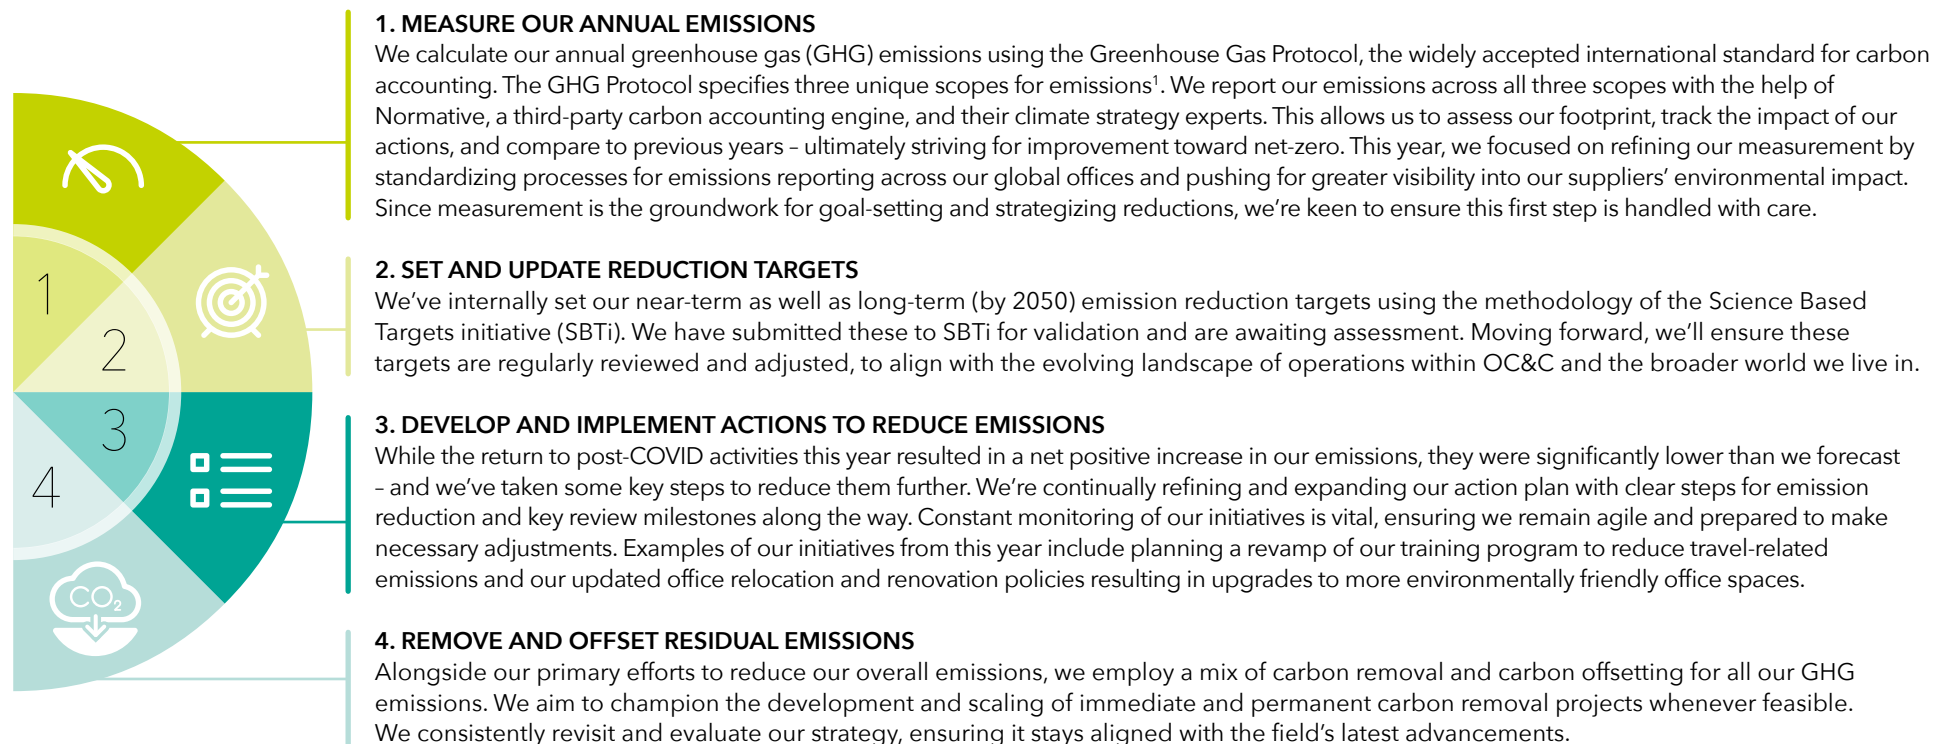 1. MEASURE OUR ANNUAL EMISSIONS
We calculate our annual greenhouse gas (GHG) emissions using the Greenhouse Gas Protocol, the widely accepted international standard for carbon
accounting. The GHG Protocol specifies three unique scopes for emissions¹. We report our emissions across all three scopes with the help of
Normative, a third-party carbon accounting engine, and their climate strategy experts. This allows us to assess our footprint, track the impact of our
actions, and compare to previous years – ultimately striving for improvement toward net-zero. This year, we focused on refining our measurement by
standardizing processes for emissions reporting across our global offices and pushing for greater visibility into our suppliers’ environmental impact.
Since measurement is the groundwork for goal-setting and strategizing reductions, we’re keen to ensure this first step is handled with care.
2. SET AND UPDATE REDUCTION TARGETS
We’ve internally set our near-term as well as long-term (by 2050) emission reduction targets using the methodology of the Science Based
Targets initiative (SBTi). We have submitted these to SBTi for validation and are awaiting assessment. Moving forward, we’ll ensure these
targets are regularly reviewed and adjusted, to align with the evolving landscape of operations within OC&C and the broader world we live in.
3. DEVELOP AND IMPLEMENT ACTIONS TO REDUCE EMISSIONS
While the return to post-COVID activities this year resulted in a net positive increase in our emissions, they were significantly lower than we forecast
– and we’ve taken some key steps to reduce them further. We’re continually refining and expanding our action plan with clear steps for emission
reduction and key review milestones along the way. Constant monitoring of our initiatives is vital, ensuring we remain agile and prepared to make
necessary adjustments. Examples of our initiatives from this year include planning a revamp of our training program to reduce travel-related
emissions and our updated office relocation and renovation policies resulting in upgrades to more environmentally friendly office spaces.
4. REMOVE AND OFFSET RESIDUAL EMISSIONS
Alongside our primary efforts to reduce our overall emissions, we employ a mix of carbon removal and carbon offsetting for all our GHG
emissions. We aim to champion the development and scaling of immediate and permanent carbon removal projects whenever feasible.
We consistently revisit and evaluate our strategy, ensuring it stays aligned with the field’s latest advancements.
1
2
3
4
CO₂